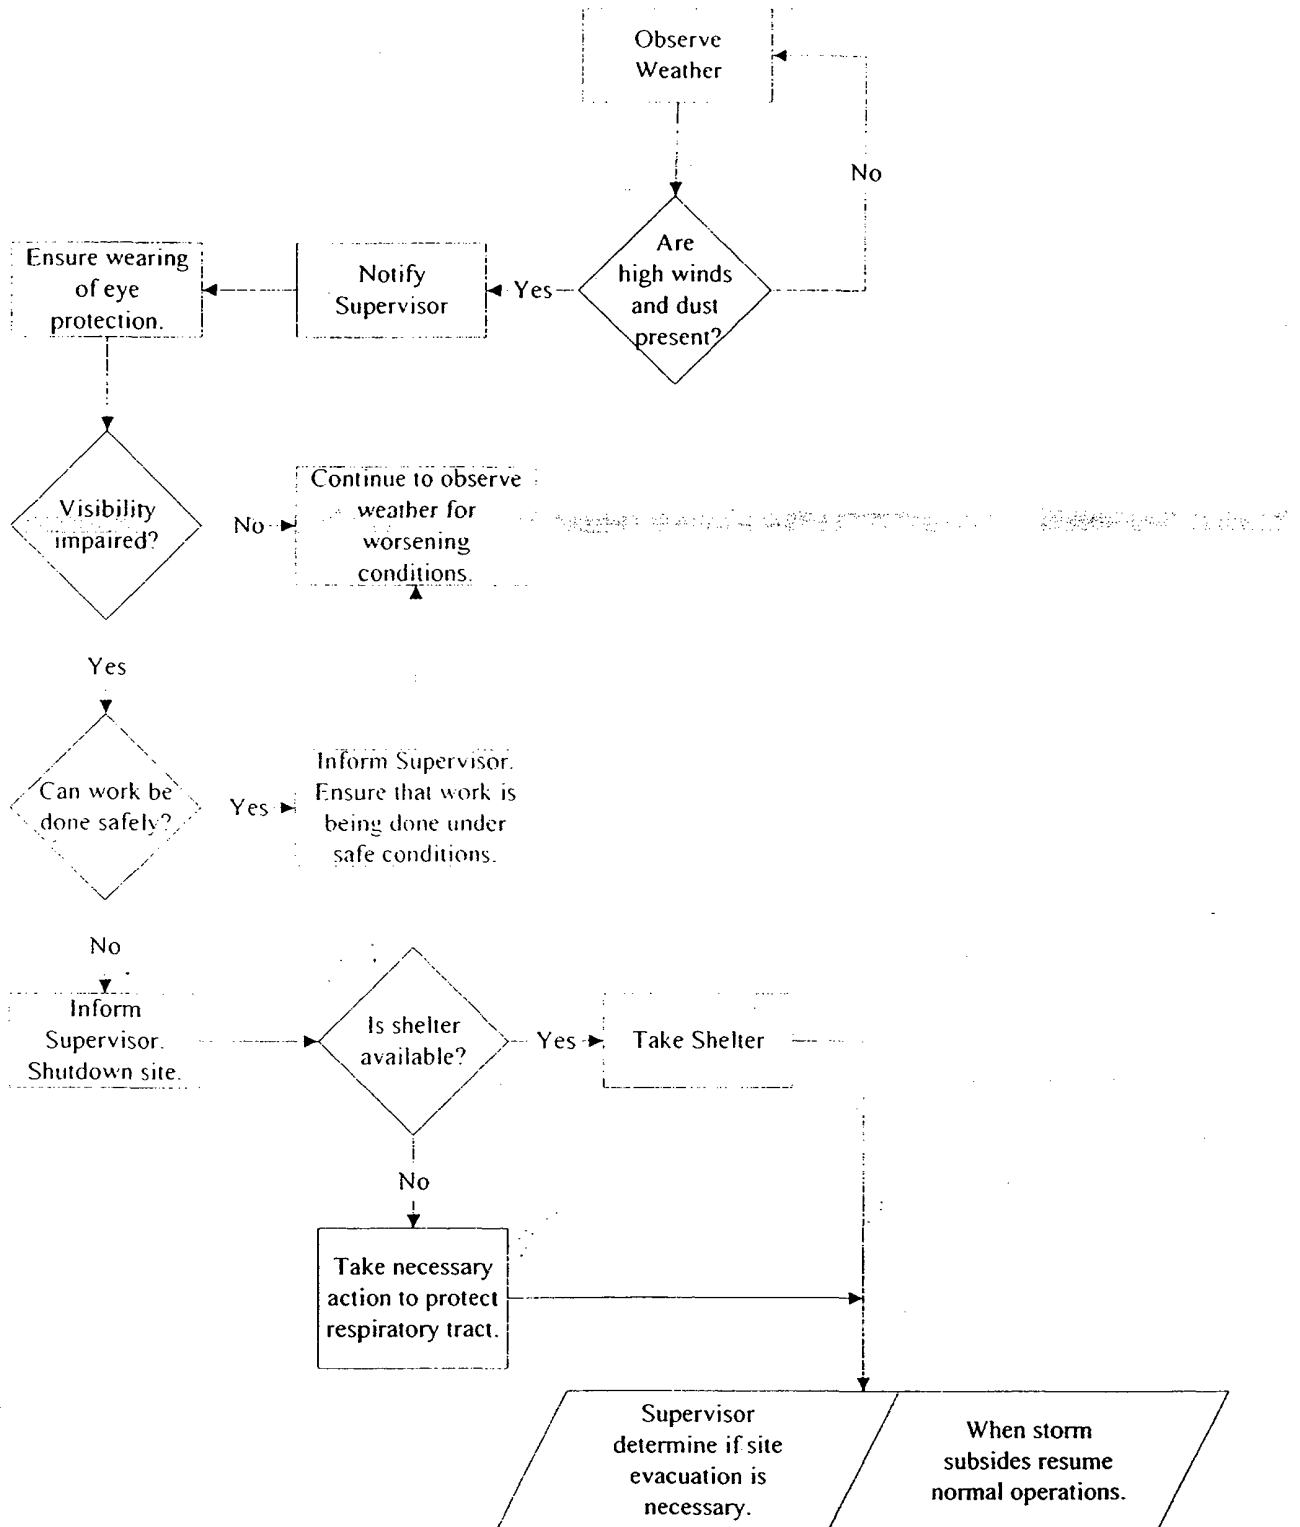 Observe
Weather
No
Are
high winds
and dust
present?
Yes
Notify
Supervisor
Ensure wearing
of eye
protection.
Visibility
impaired?
No
Continue to observe
weather for
worsening
conditions.
Yes
Can work be
done safely?
Yes
Inform Supervisor.
Ensure that work is
being done under
safe conditions.
No
Inform
Supervisor.
Shutdown site.
Is shelter
available?
Yes
Take Shelter
No
Take necessary
action to protect
respiratory tract.
Supervisor
determine if site
evacuation is
necessary.
When storm
subsides resume
normal operations.